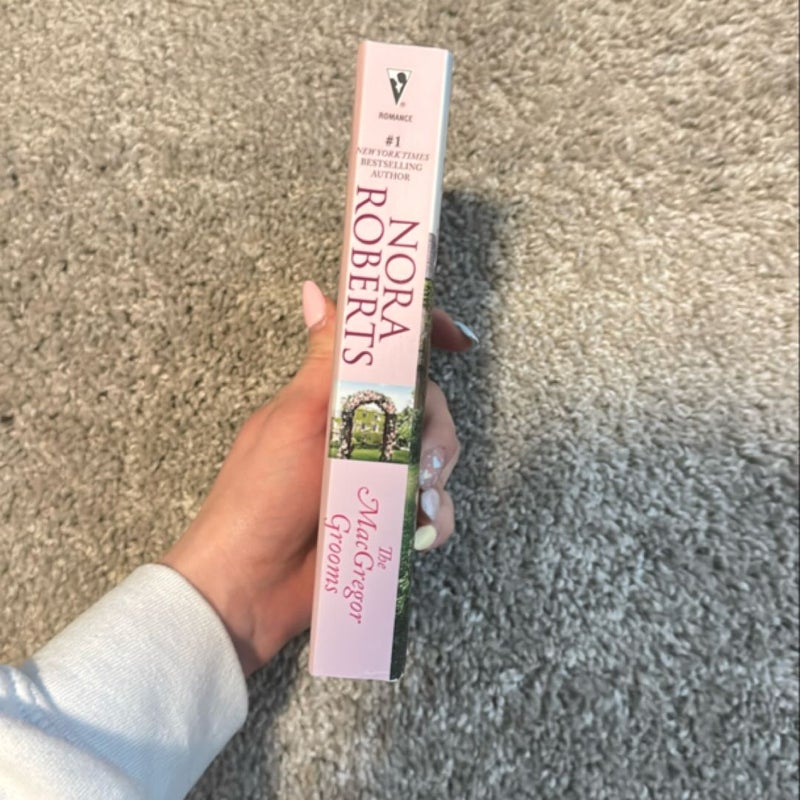 ROMANCE
#1
NEW YORK TIMES
BESTSELLING
AUTHOR
NORA
ROBERTS
The
MacGregor
Grooms